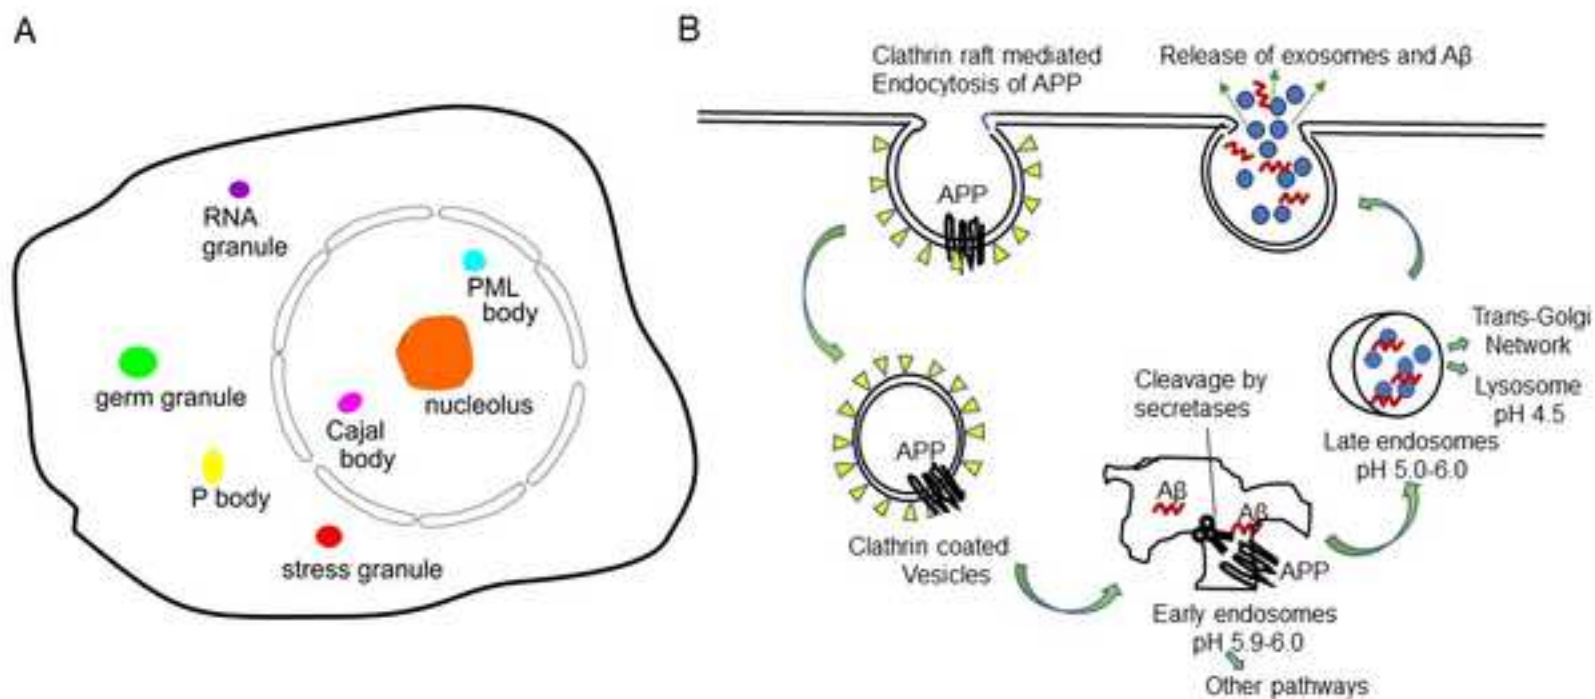 A
RNA
granule
PML
body
germ granule
nucleolus
Cajal
body
P body
stress granule
B
Clathrin raft mediated
Endocytosis of APP
Release of exosomes and Aβ
APP
APP
Clathrin coated
Vesicles
Cleavage by
secretases
Aβ
Aβ
APP
Early endosomes
pH 5.9-6.0
Other pathways
Trans-Golgi
Network
Lysosome
pH 4.5
Late endosomes
pH 5.0-6.0